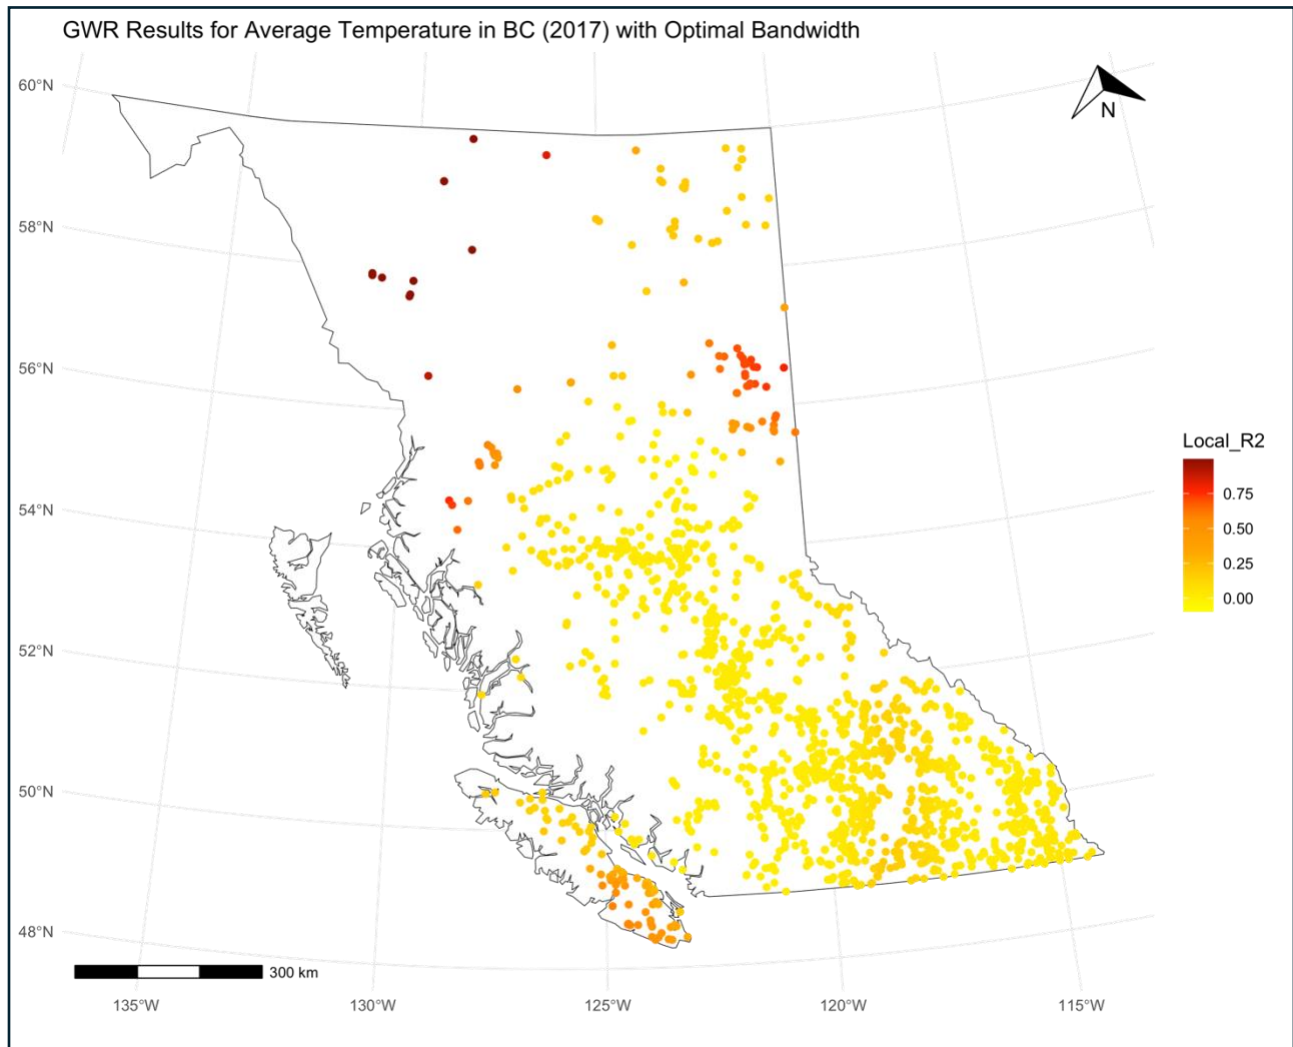 GWR Results for Average Temperature in BC (2017) with Optimal Bandwidth
N
60°N
58°N
56°N
54°N
52°N
50°N
48°N
Local_R2
0.75
0.50
0.25
0.00
300 km
135°W
130°W
125°W
120°W
115°W